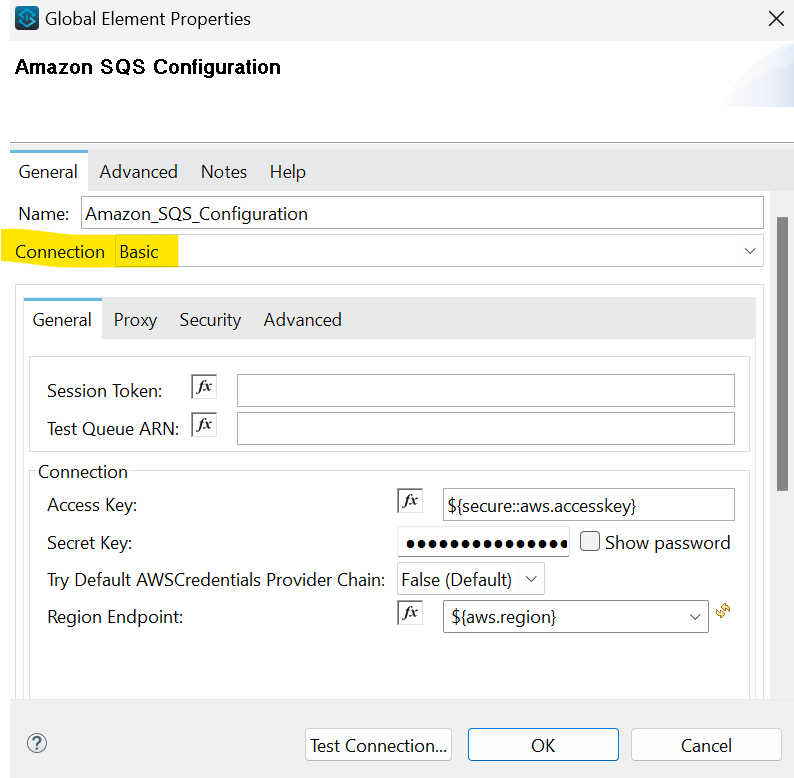 Global Element Properties
Amazon SQS Configuration
General Advanced Notes Help
Name: Amazon_SQS_Configuration
Connection Basic
General Proxy Security Advanced
Session Token: fx
Test Queue ARN: fx
Connection
Access Key: fx ${secure::aws.accesskey}
Secret Key: ●●●●●●●●●●●●●●● Show password
Try Default AWSCredentials Provider Chain: False (Default)
Region Endpoint: fx ${aws.region}
? Test Connection... OK Cancel